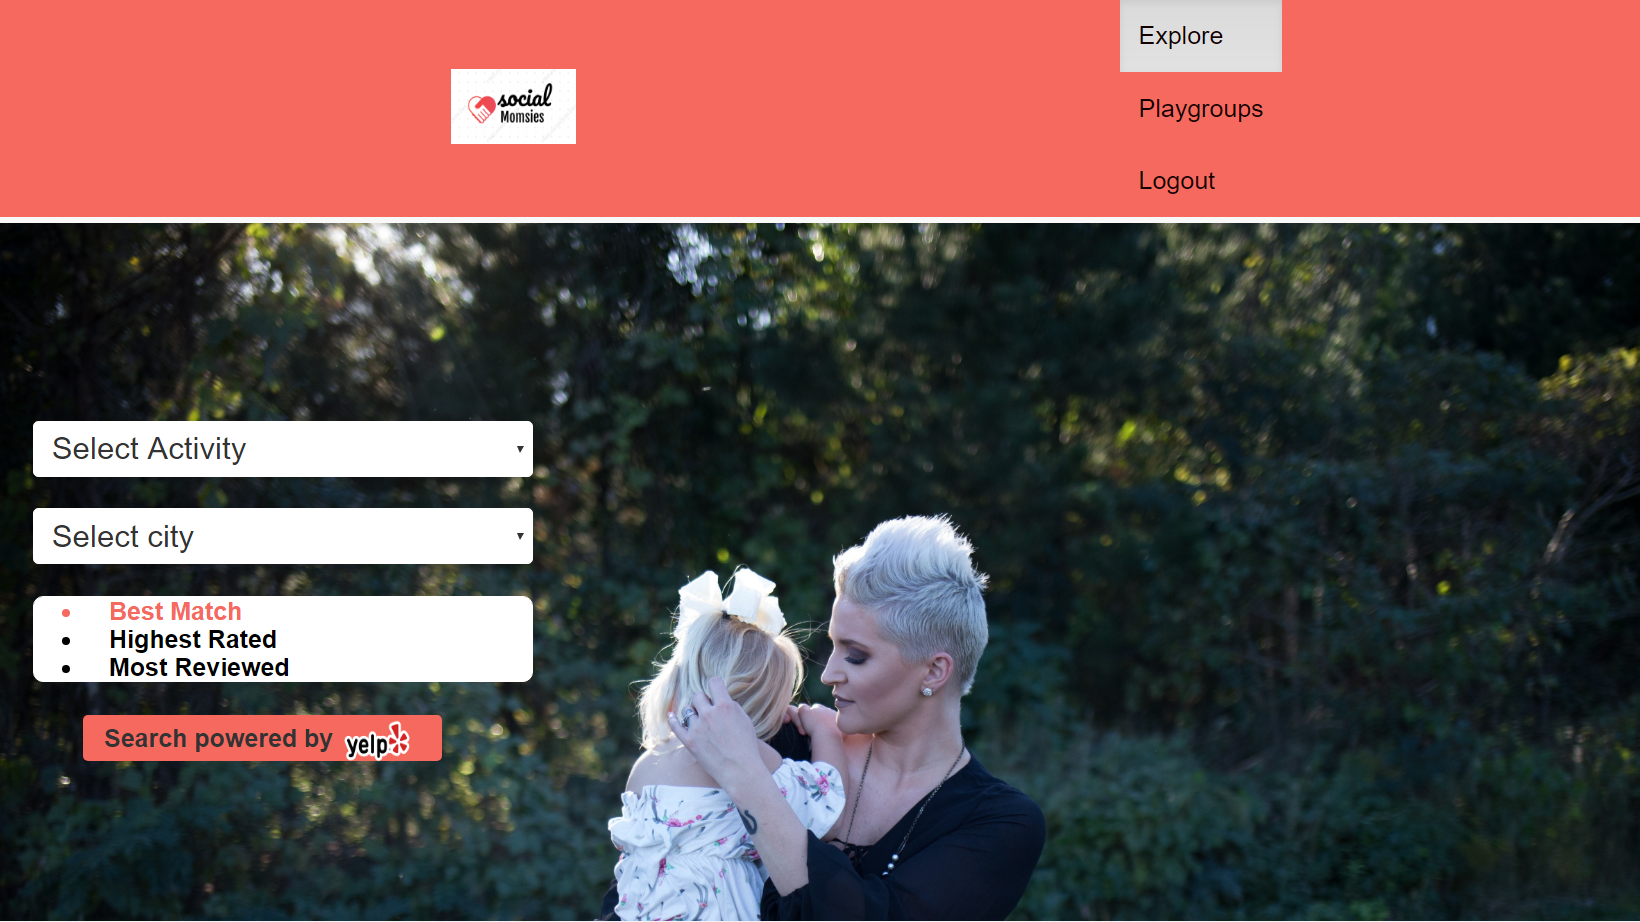 social
Momsies
Explore
Playgroups
Logout
Select Activity
Select city
Best Match
Highest Rated
Most Reviewed
Search powered by yelp